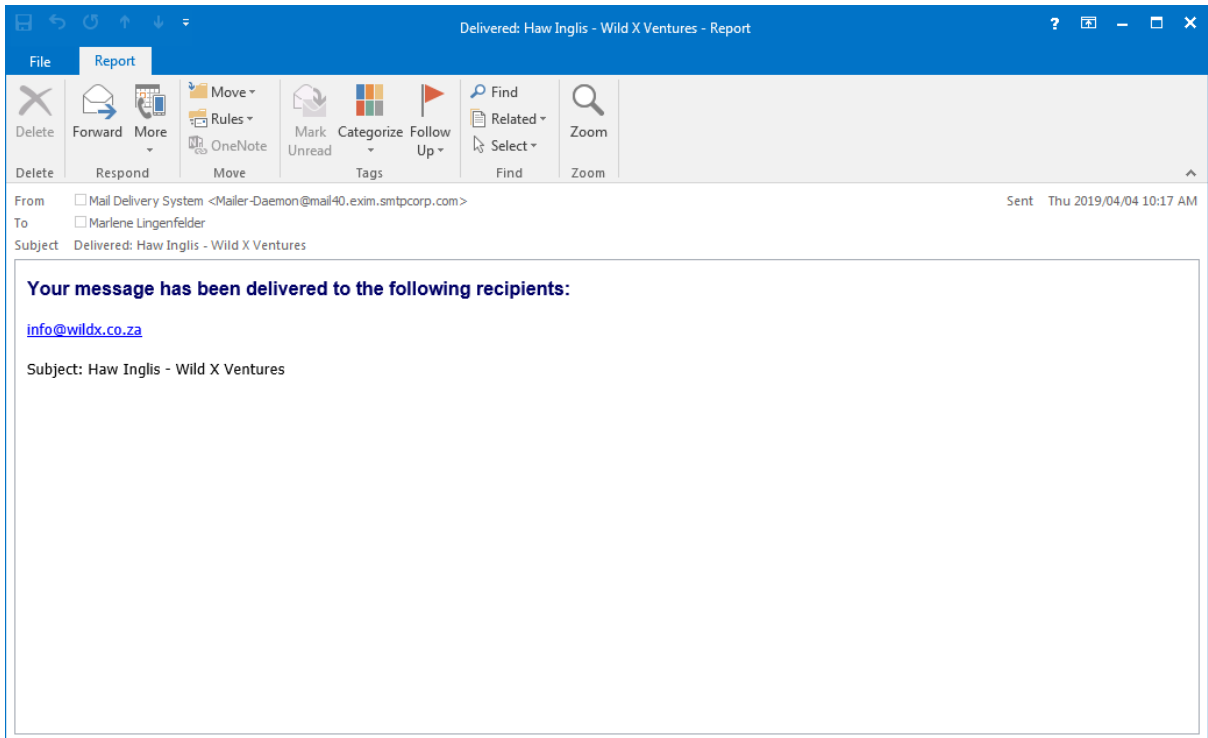 Delivered: Haw Inglis - Wild X Ventures - Report
?
File Report
Delete
Forward
More
Move
Rules
OneNote
Mark Unread
Categorize
Follow Up
Find
Related
Select
Zoom
Delete Respond Move Tags Find Zoom
From Mail Delivery System <Mailer-Daemon@mail40.exim.smtpcorp.com> Sent Thu 2019/04/04 10:17 AM
To Marlene Lingenfelder
Subject Delivered: Haw Inglis - Wild X Ventures
Your message has been delivered to the following recipients:
info@wildx.co.za
Subject: Haw Inglis - Wild X Ventures